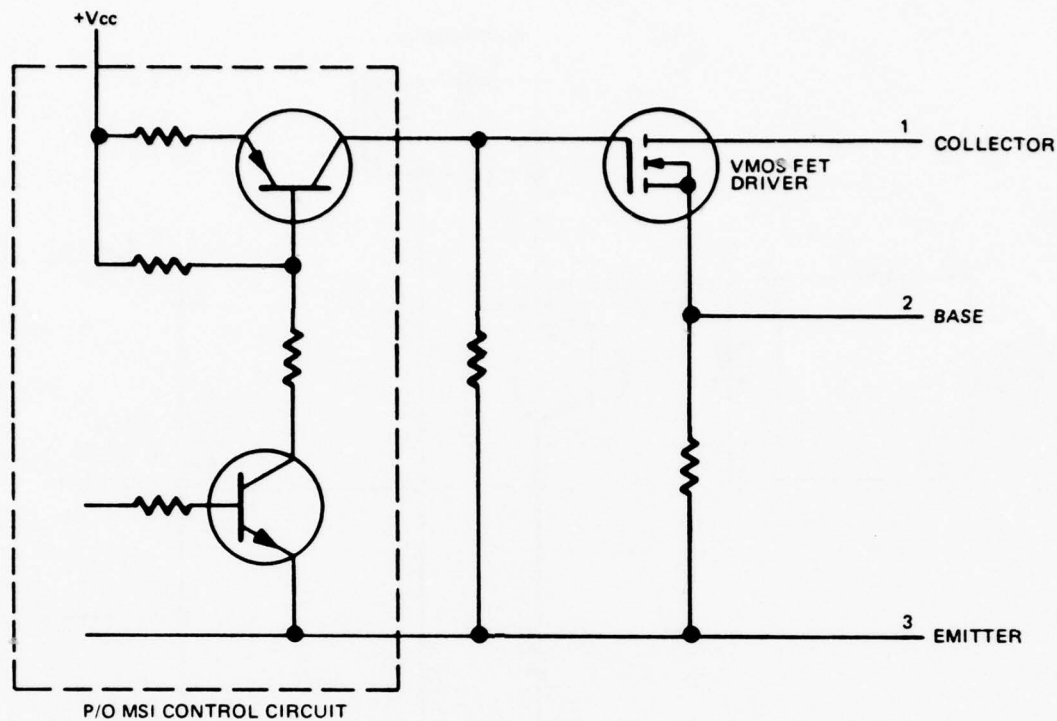 +Vcc
1
COLLECTOR
VMOS FET
DRIVER
2
BASE
3
EMITTER
P/O MSI CONTROL CIRCUIT